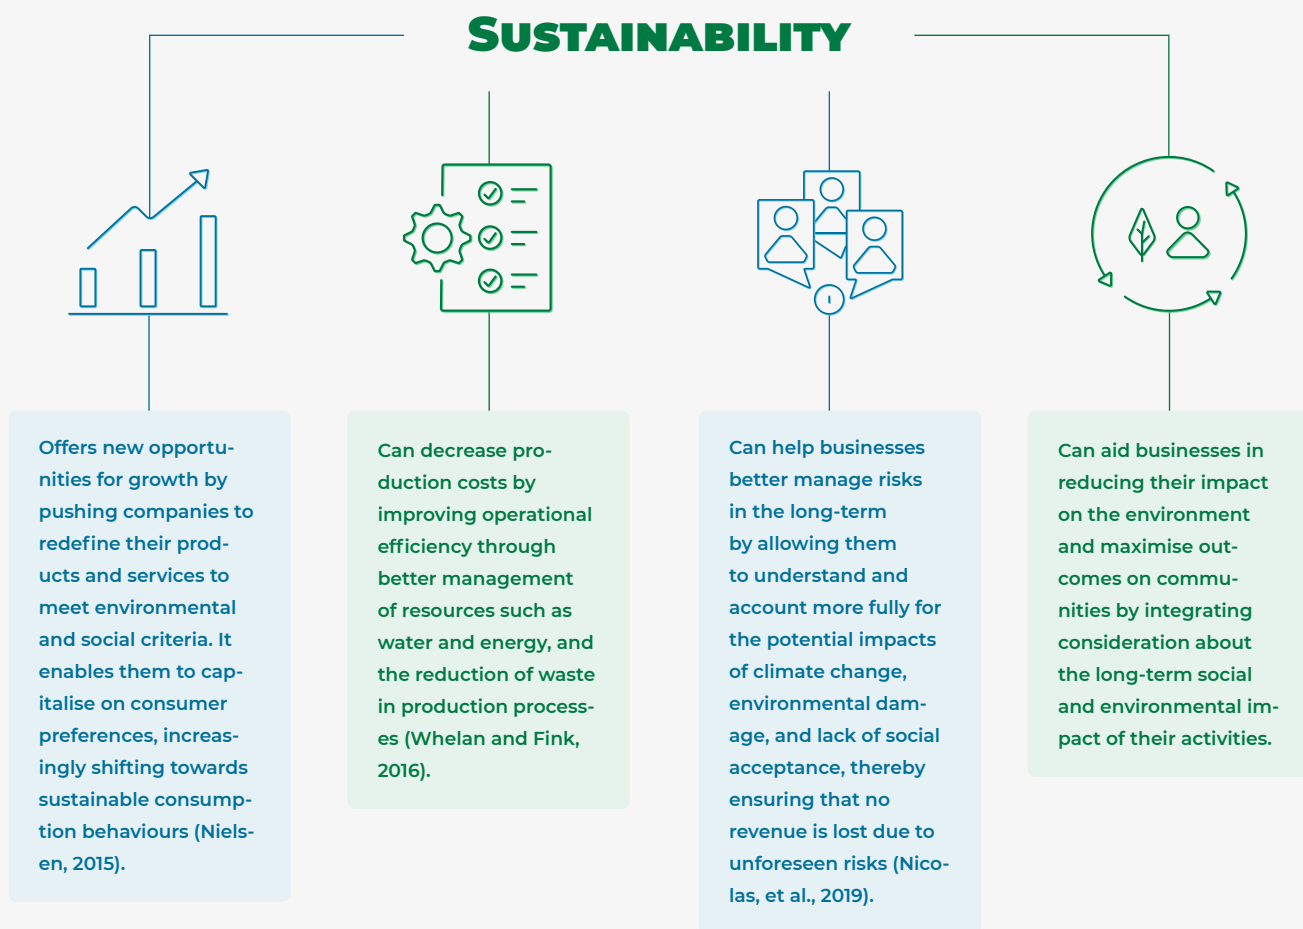 SUSTAINABILITY
Offers new opportu-
nities for growth by
pushing companies to
redefine their prod-
ucts and services to
meet environmental
and social criteria. It
enables them to cap-
italise on consumer
preferences, increas-
ingly shifting towards
sustainable consump-
tion behaviours (Niels-
en, 2015).
Can decrease pro-
duction costs by
improving operational
efficiency through
better management
of resources such as
water and energy, and
the reduction of waste
in production process-
es (Whelan and Fink,
2016).
Can help businesses
better manage risks
in the long-term
by allowing them
to understand and
account more fully for
the potential impacts
of climate change,
environmental dam-
age, and lack of social
acceptance, thereby
ensuring that no
revenue is lost due to
unforeseen risks (Nico-
las, et al., 2019).
Can aid businesses in
reducing their impact
on the environment
and maximise out-
comes on commu-
nities by integrating
consideration about
the long-term social
and environmental im-
pact of their activities.